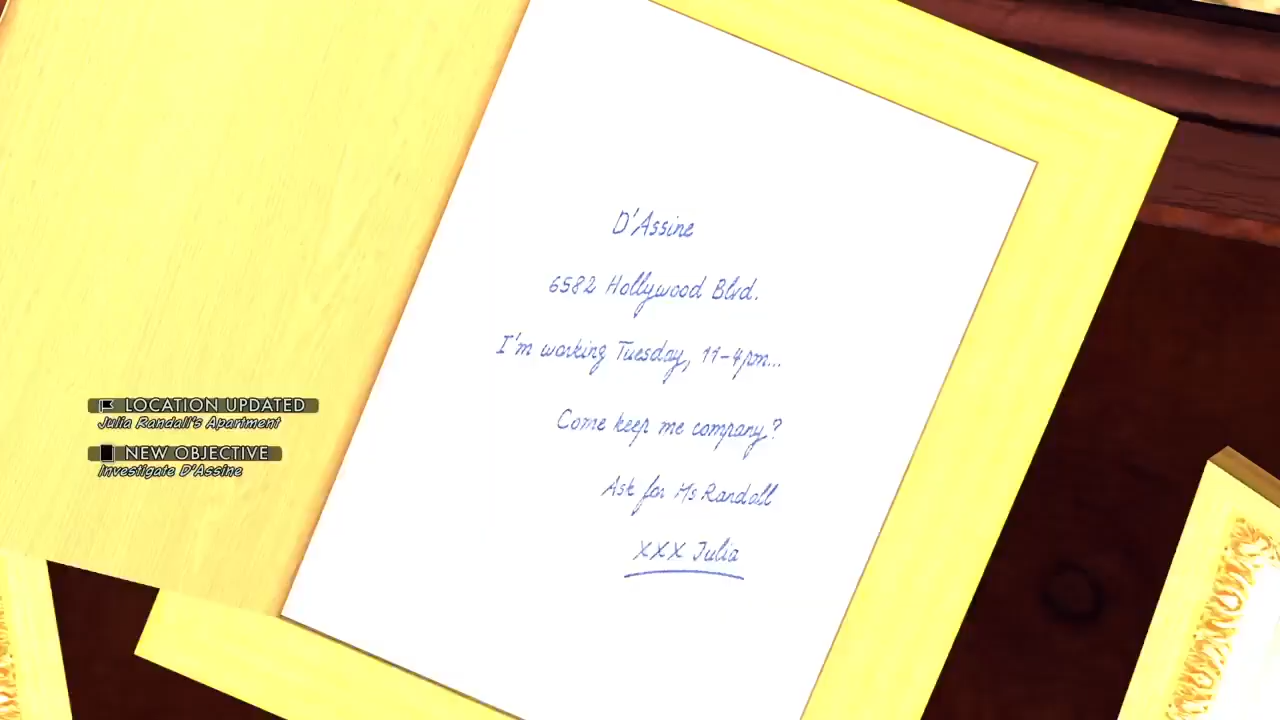 D'Assine
6582 Hollywood Blvd.
I'm working Tuesday, 11-4pm...
Come keep me company?
Ask for Ms Randall
XXX Julia
LOCATION UPDATED
Julia Randall's Apartment
NEW OBJECTIVE
Investigate D'Assine